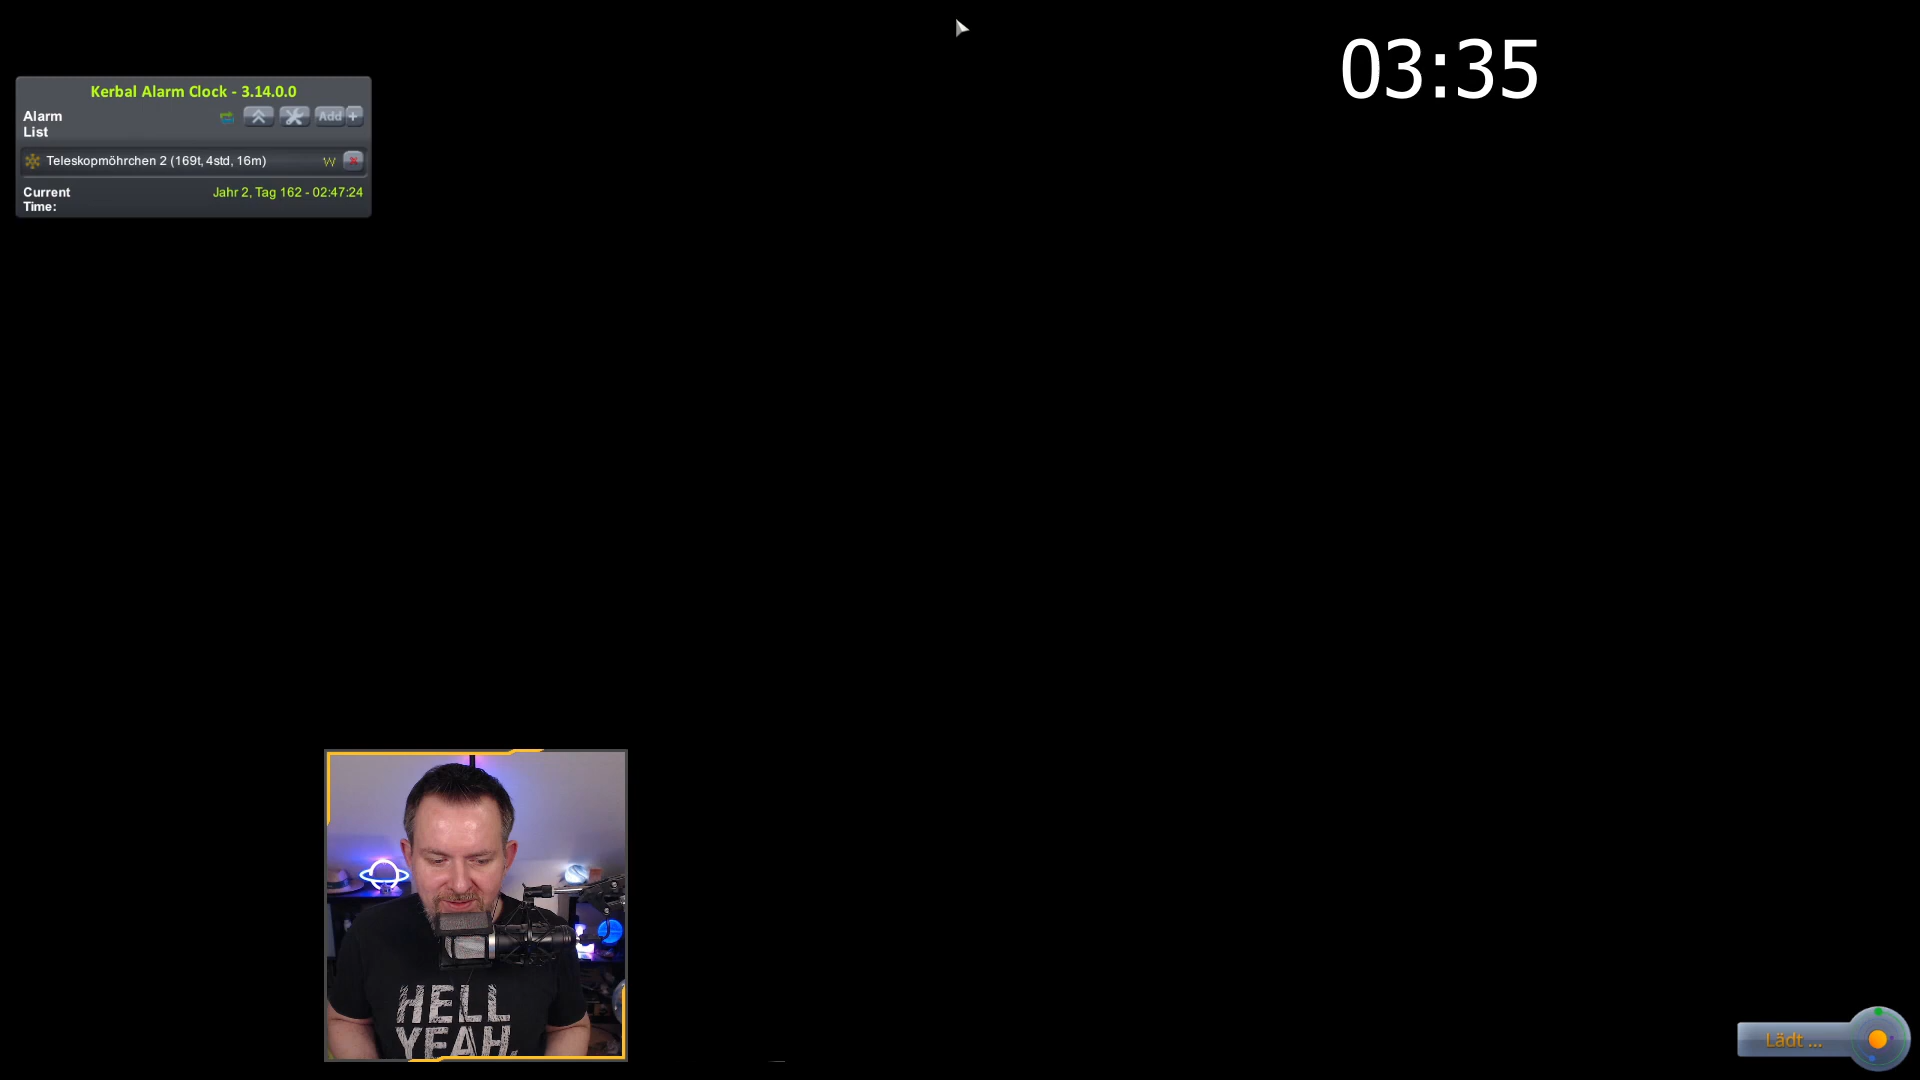 03:35
Kerbal Alarm Clock - 3.14.0.0
Alarm
List
Add +
Teleskopmöhrchen 2 (169t, 4std, 16m)
W
Current
Time:
Jahr 2, Tag 162 - 02:47:24
HELL
YEAH.
Lädt ...